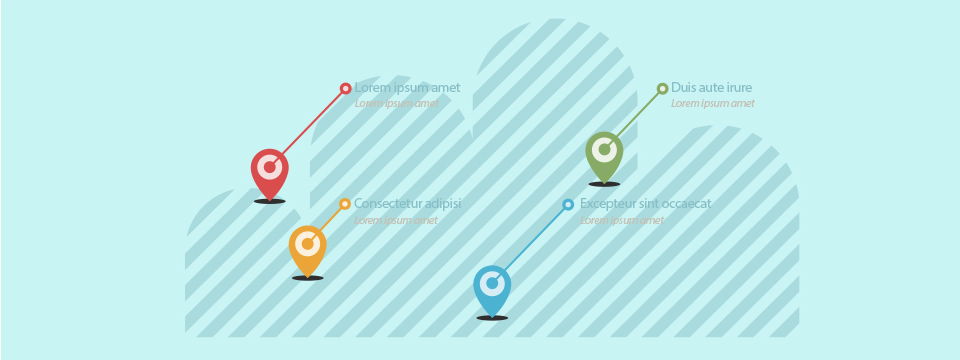 Lorem ipsum amet
Lorem ipsum amet
Duis aute irure
Lorem ipsum amet
Consectetur adipisi
Lorem ipsum amet
Excepteur sint occaecat
Lorem ipsum amet